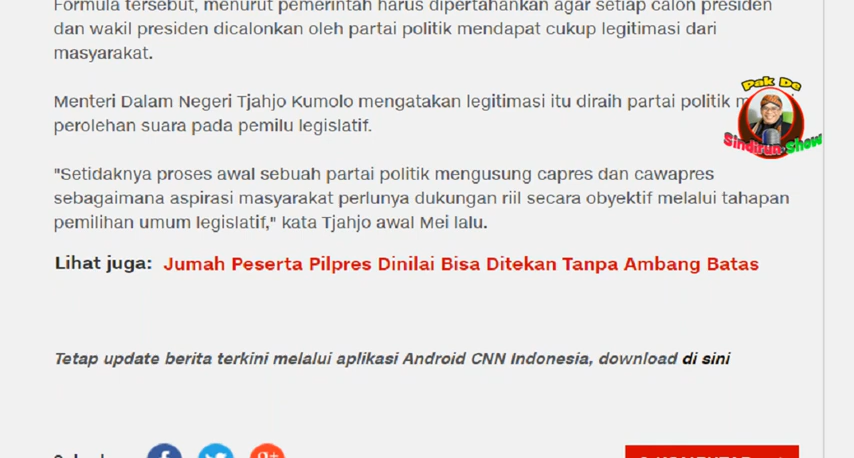 Formula tersebut, menurut pemerintah harus dipertahankan agar setiap calon presiden
dan wakil presiden dicalonkan oleh partai politik mendapat cukup legitimasi dari
masyarakat.
Menteri Dalam Negeri Tjahjo Kumolo mengatakan legitimasi itu diraih partai politik
perolehan suara pada pemilu legislatif.
Pak De
Sindirun Show
"Setidaknya proses awal sebuah partai politik mengusung capres dan cawapres
sebagaimana aspirasi masyarakat perlunya dukungan riil secara obyektif melalui tahapan
pemilihan umum legislatif," kata Tjahjo awal Mei lalu.
Lihat juga: Jumah Peserta Pilpres Dinilai Bisa Ditekan Tanpa Ambang Batas
Tetap update berita terkini melalui aplikasi Android CNN Indonesia, download di sini